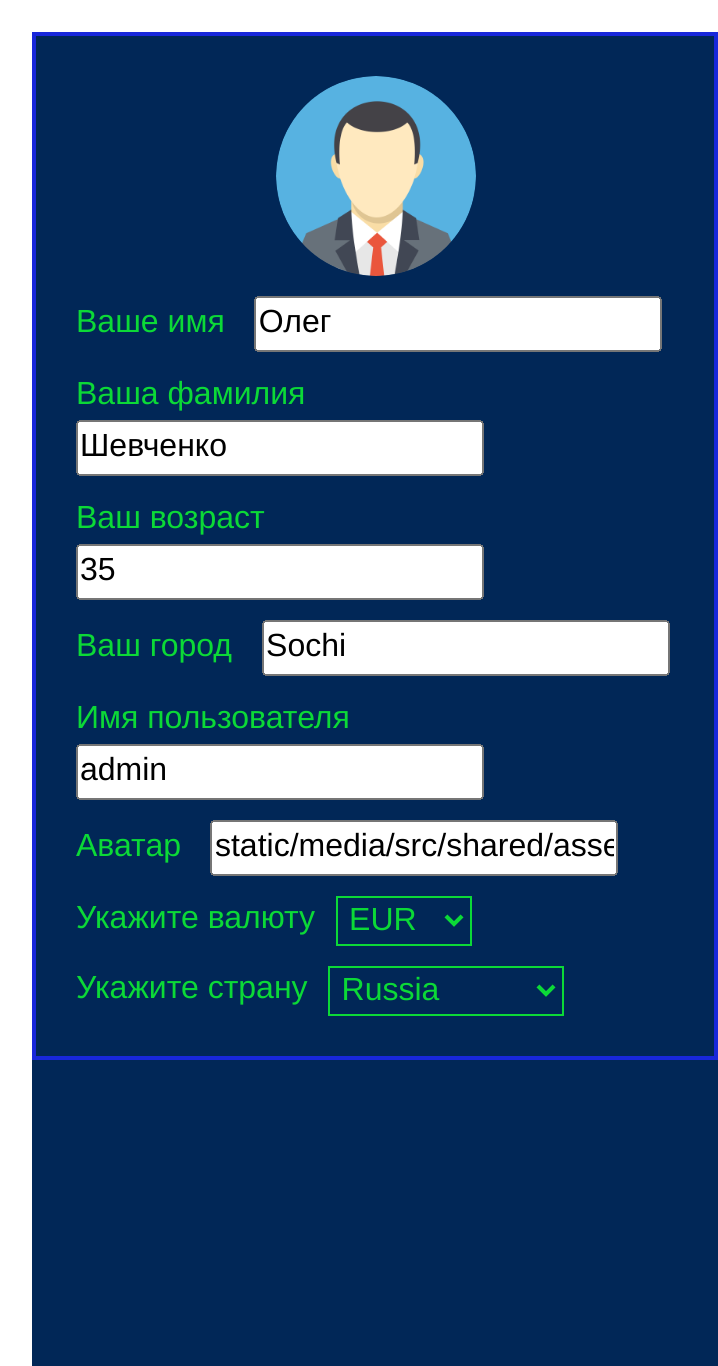 Ваше имя Олег
Ваша фамилия
Шевченко
Ваш возраст
35
Ваш город Sochi
Имя пользователя
admin
Аватар static/media/src/shared/asse
Укажите валюту EUR
Укажите страну Russia